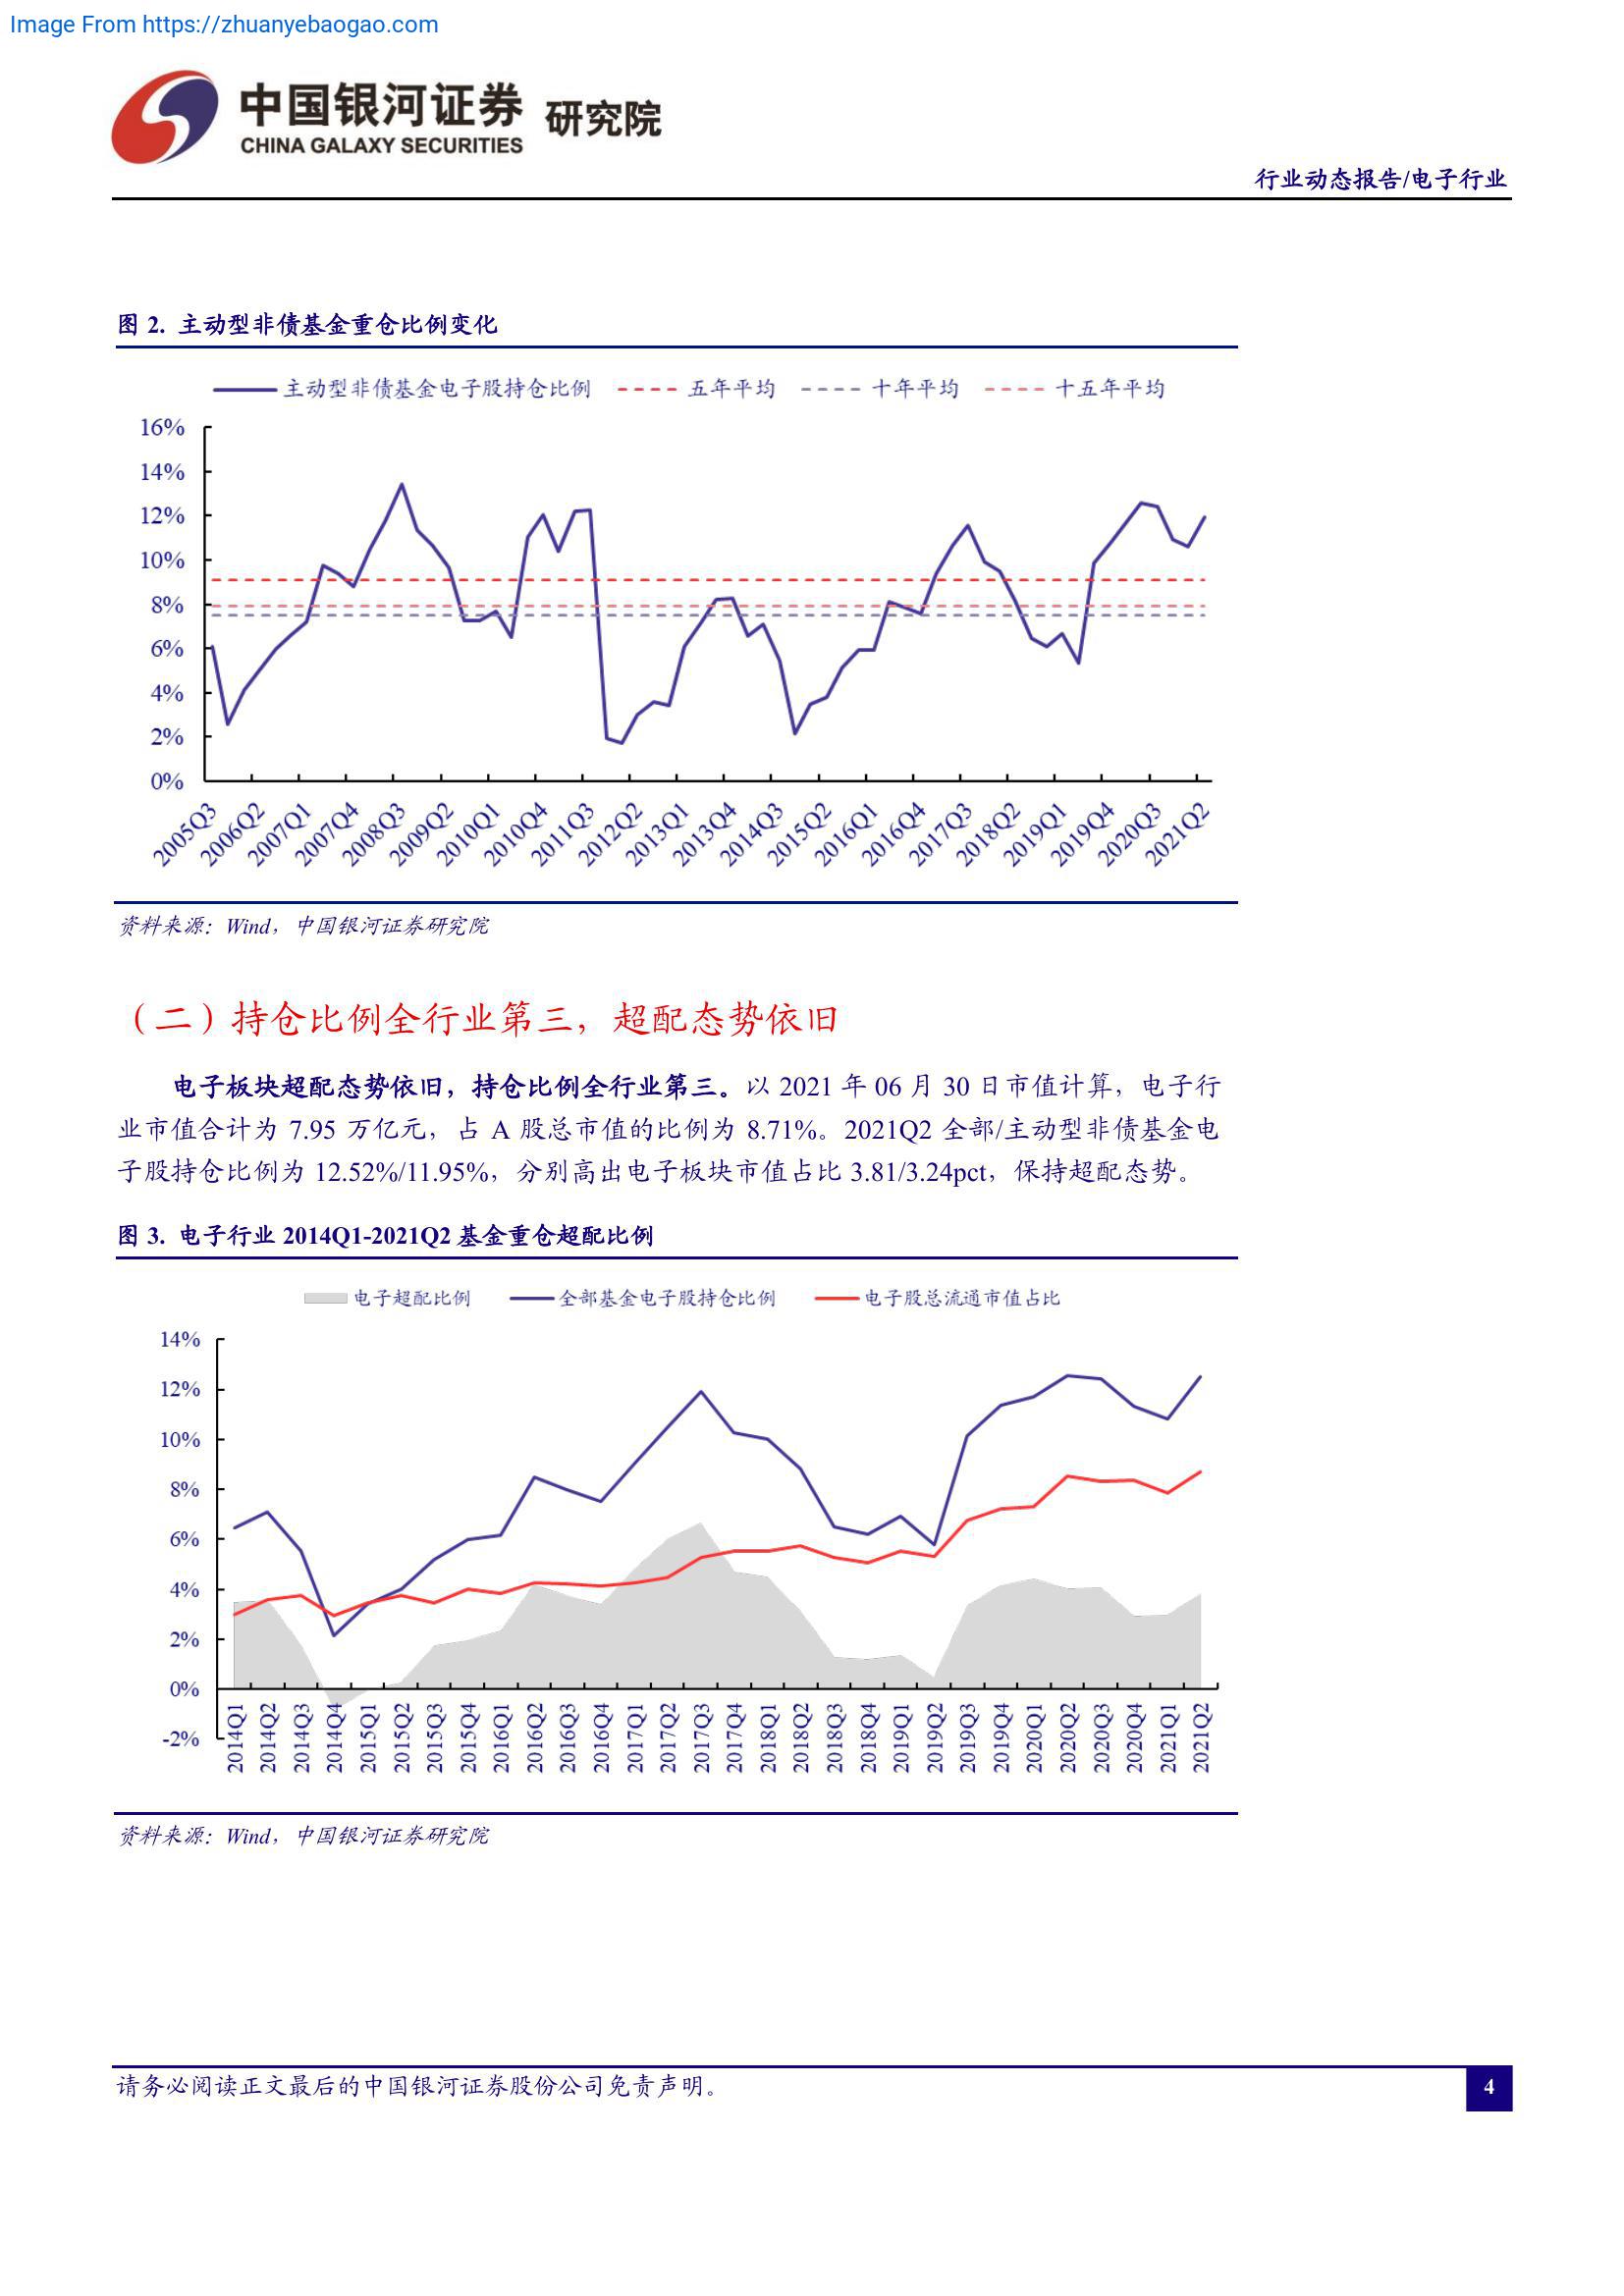 Image From https://zhuanyebaogao.com
中国银河证券 研究院
CHINA GALAXY SECURITIES
行业动态报告/电子行业
图 2. 主动型非债基金重仓比例变化
主动型非债基金电子股持仓比例 五年平均 十年平均 十五年平均
16%
14%
12%
10%
8%
6%
4%
2%
0%
2005Q3 2006Q2 2007Q1 2007Q4 2008Q3 2009Q2 2010Q1 2010Q4 2011Q3 2012Q2 2013Q1 2013Q4 2014Q3 2015Q2 2016Q1 2016Q4 2017Q3 2018Q2 2019Q1 2019Q4 2020Q3 2021Q2
资料来源：Wind，中国银河证券研究院
（二）持仓比例全行业第三，超配态势依旧
电子板块超配态势依旧，持仓比例全行业第三。以 2021 年 06 月 30 日市值计算，电子行
业市值合计为 7.95 万亿元，占 A 股总市值的比例为 8.71%。2021Q2 全部/主动型非债基金电
子股持仓比例为 12.52%/11.95%，分别高出电子板块市值占比 3.81/3.24pct，保持超配态势。
图 3. 电子行业 2014Q1-2021Q2 基金重仓超配比例
电子超配比例 全部基金电子股持仓比例 电子股总流通市值占比
14%
12%
10%
8%
6%
4%
2%
0%
-2%
2014Q1 2014Q2 2014Q3 2014Q4 2015Q1 2015Q2 2015Q3 2015Q4 2016Q1 2016Q2 2016Q3 2016Q4 2017Q1 2017Q2 2017Q3 2017Q4 2018Q1 2018Q2 2018Q3 2018Q4 2019Q1 2019Q2 2019Q3 2019Q4 2020Q1 2020Q2 2020Q3 2020Q4 2021Q1 2021Q2
资料来源：Wind，中国银河证券研究院
请务必阅读正文最后的中国银河证券股份公司免责声明。
4